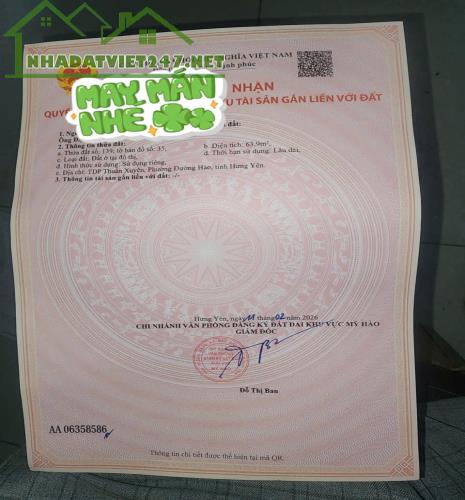 NHADATVIET247.NET
NGHĨA VIỆT NAM
h phúc
MAY MẮN
NHÉ
NHẬN
QUYỀ
ỮU TÀI SẢN GẮN LIỀN VỚI ĐẤT
đất:
Ông
2. Thông tin thửa đất:
a. Thửa đất số: 139; tờ bản đồ số: 35,
b. Diện tích: 63.9m²,
c. Loại đất: Đất ở tại đô thị,
d. Thời hạn sử dụng: Lâu dài,
đ. Hình thức sử dụng: Sử dụng riêng,
e. Địa chỉ: TDP Thuần Xuyên, Phường Đường Hào, tỉnh Hưng Yên.
3. Thông tin tài sản gắn liền với đất: -/-
Hưng Yên, ngày 11 tháng 02 năm 2026
CHI NHÁNH VĂN PHÒNG ĐĂNG KÝ ĐẤT ĐAI KHU VỰC MỸ HÀO
GIÁM ĐỐC
Đỗ Thị Ban
AA 06358586
Thông tin chi tiết được thể hiện tại mã QR.